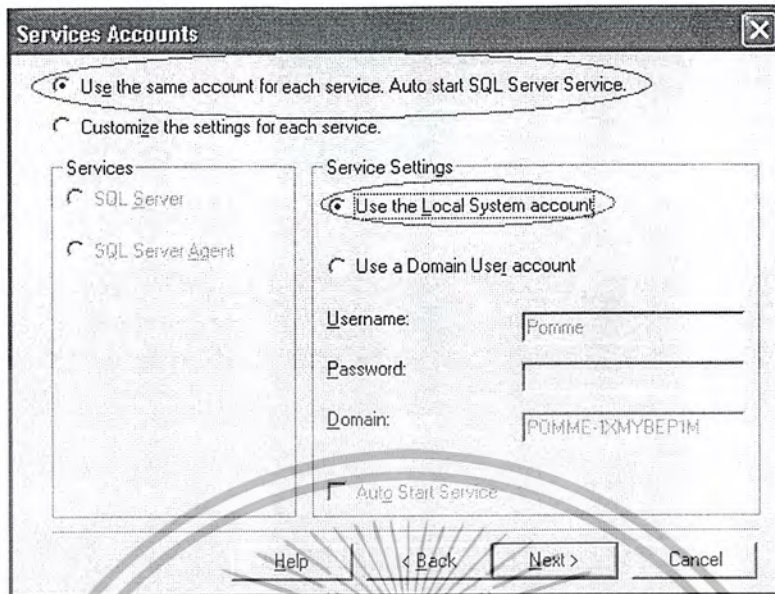 Services Accounts
Use the same account for each service. Auto start SQL Server Service.
Customize the settings for each service.
Services
SQL Server
SQL Server Agent
Service Settings
Use the Local System account
Use a Domain User account
Username:
Pomme
Password:
Domain:
POMME-1XMYBEP1M
Auto Start Service
Help
< Back
Next >
Cancel